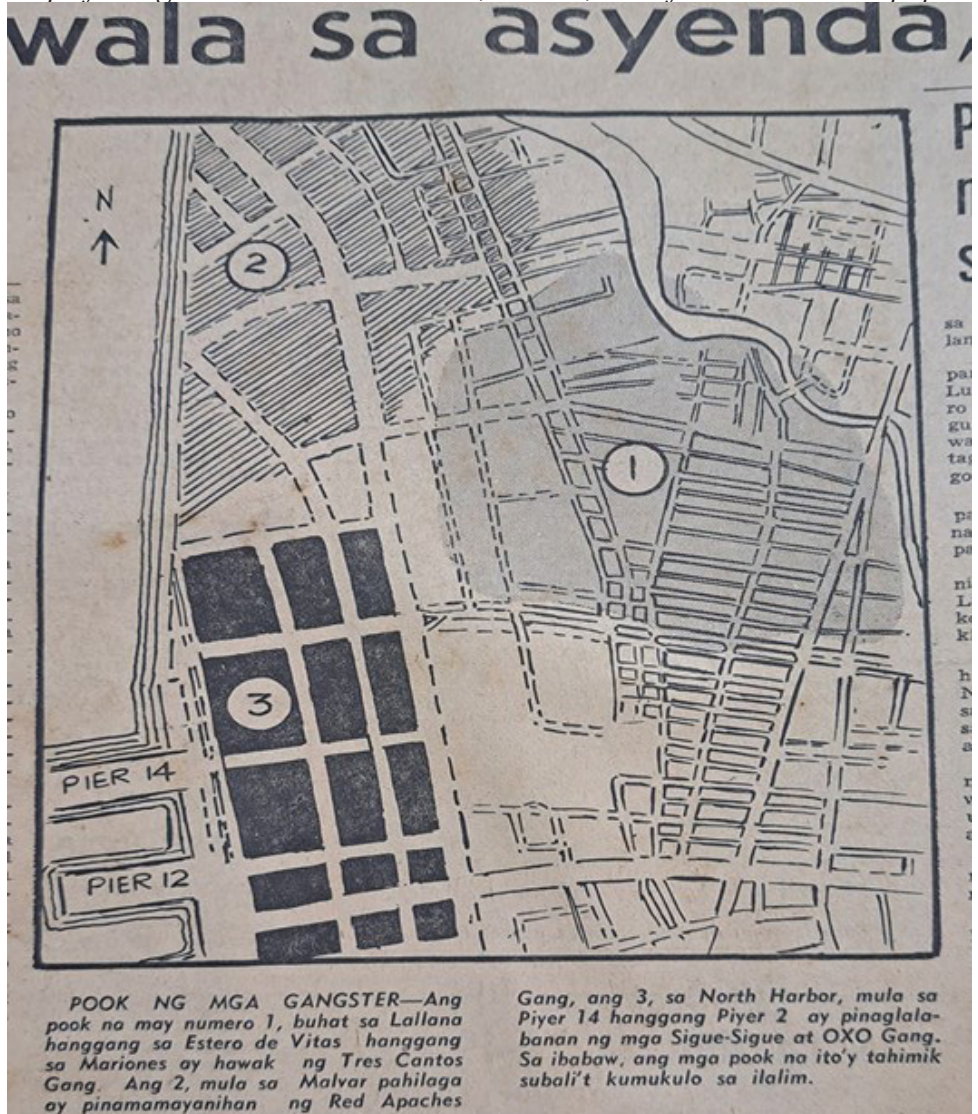 wala sa asyenda,
N
2
1
3
PIER 14
PIER 12
POOK NG MGA GANGSTER—Ang
pook na may numero 1, buhat sa Lallana
hanggang sa Estero de Vitas hanggang
sa Mariones ay hawak ng Tres Cantos
Gang. Ang 2, mula sa Malvar pahilaga
ay pinamamayanihan ng Red Apaches
Gang, ang 3, sa North Harbor, mula sa
Piyer 14 hanggang Piyer 2 ay pinaglala-
banan ng mga Sigue-Sigue at OXO Gang.
Sa ibabaw, ang mga pook na ito'y tahimik
subali't kumukulo sa ilalim.